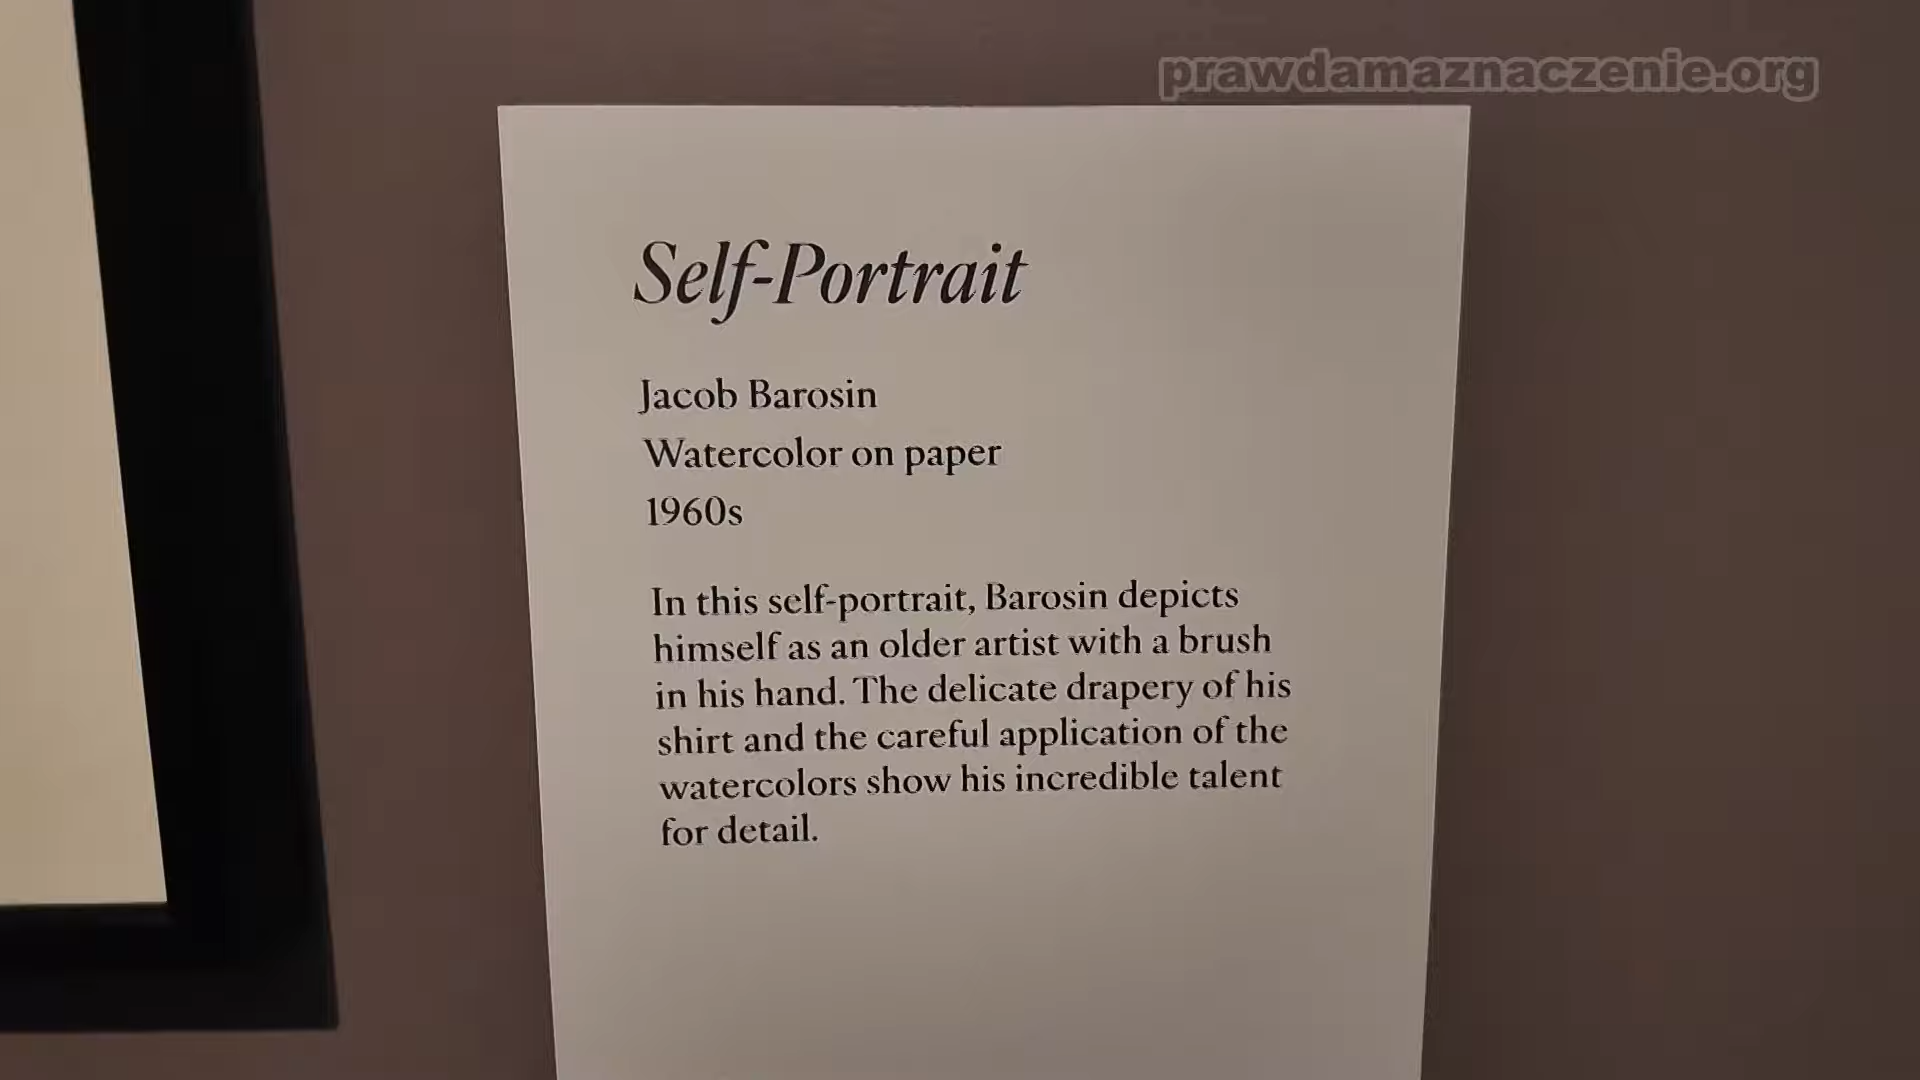 prawdamaznaczenie.org
Self-Portrait
Jacob Barosin
Watercolor on paper
1960s
In this self-portrait, Barosin depicts
himself as an older artist with a brush
in his hand. The delicate drapery of his
shirt and the careful application of the
watercolors show his incredible talent
for detail.